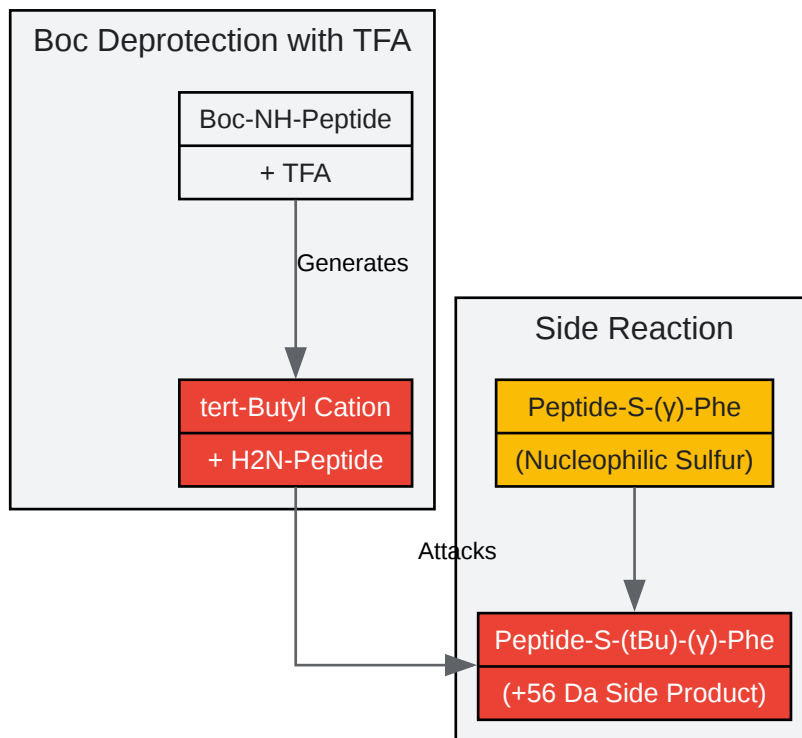 Boc Deprotection with TFA
Boc-NH-Peptide
+ TFA
Generates
tert-Butyl Cation
+ H2N-Peptide
Side Reaction
Peptide-S-(γ)-Phe
(Nucleophilic Sulfur)
Attacks
Peptide-S-(tBu)-(γ)-Phe
(+56 Da Side Product)